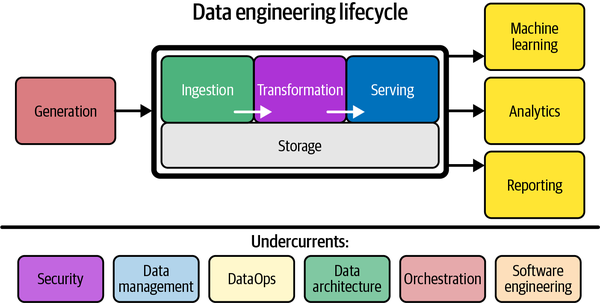 Data engineering lifecycle
Generation
Ingestion
Transformation
Serving
Storage
Machine
learning
Analytics
Reporting
Undercurrents:
Security
Data
management
DataOps
Data
architecture
Orchestration
Software
engineering